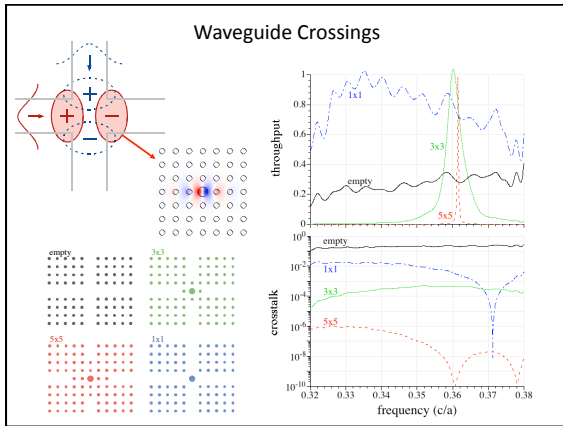 Waveguide Crossings
+
+
–
–
empty
3x3
5x5
1x1
throughput
1
0.8
0.6
0.4
0.2
0
1x1
3x3
empty
5x5
crosstalk
10^0
10^-2
10^-4
10^-6
10^-8
10^-10
empty
1x1
3x3
5x5
0.32 0.33 0.34 0.35 0.36 0.37 0.38
frequency (c/a)